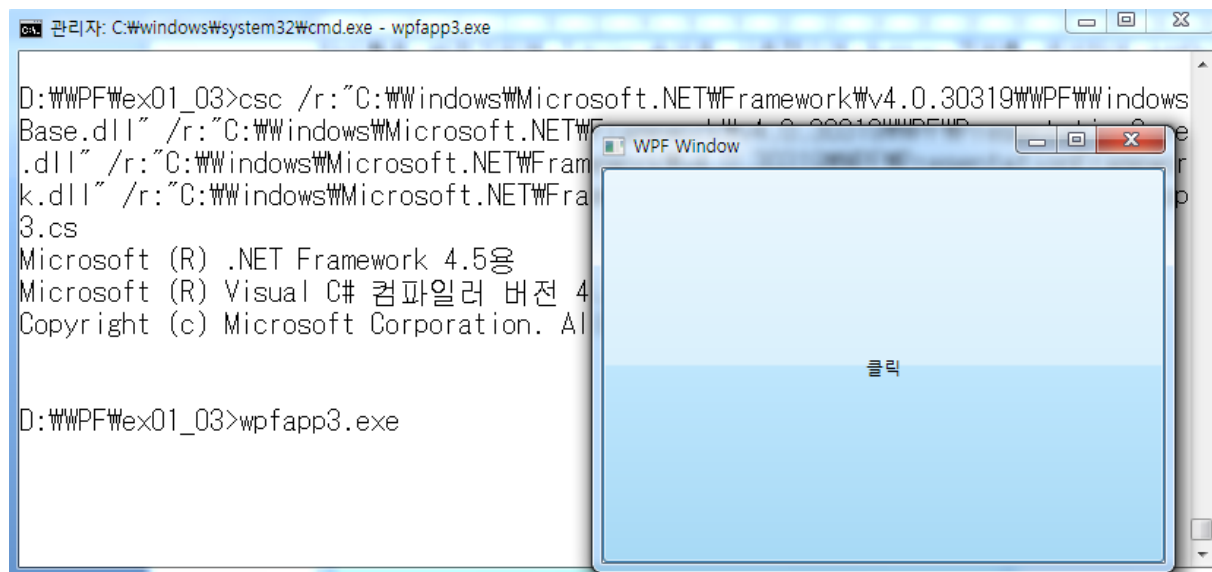 관리자: C:₩windows₩system32₩cmd.exe - wpfapp3.exe
D:₩WPF₩ex01_03>csc /r:"C:₩Windows₩Microsoft.NET₩Framework₩v4.0.30319₩WPF₩Windows
Base.dll" /r:"C:₩Windows₩Microsoft.NET₩
.dll" /r:"C:₩Windows₩Microsoft.NET₩Fram
k.dll" /r:"C:₩Windows₩Microsoft.NET₩Fra
3.cs
Microsoft (R) .NET Framework 4.5용
Microsoft (R) Visual C# 컴파일러 버전 4
Copyright (c) Microsoft Corporation. Al
D:₩WPF₩ex01_03>wpfapp3.exe
WPF Window
클릭